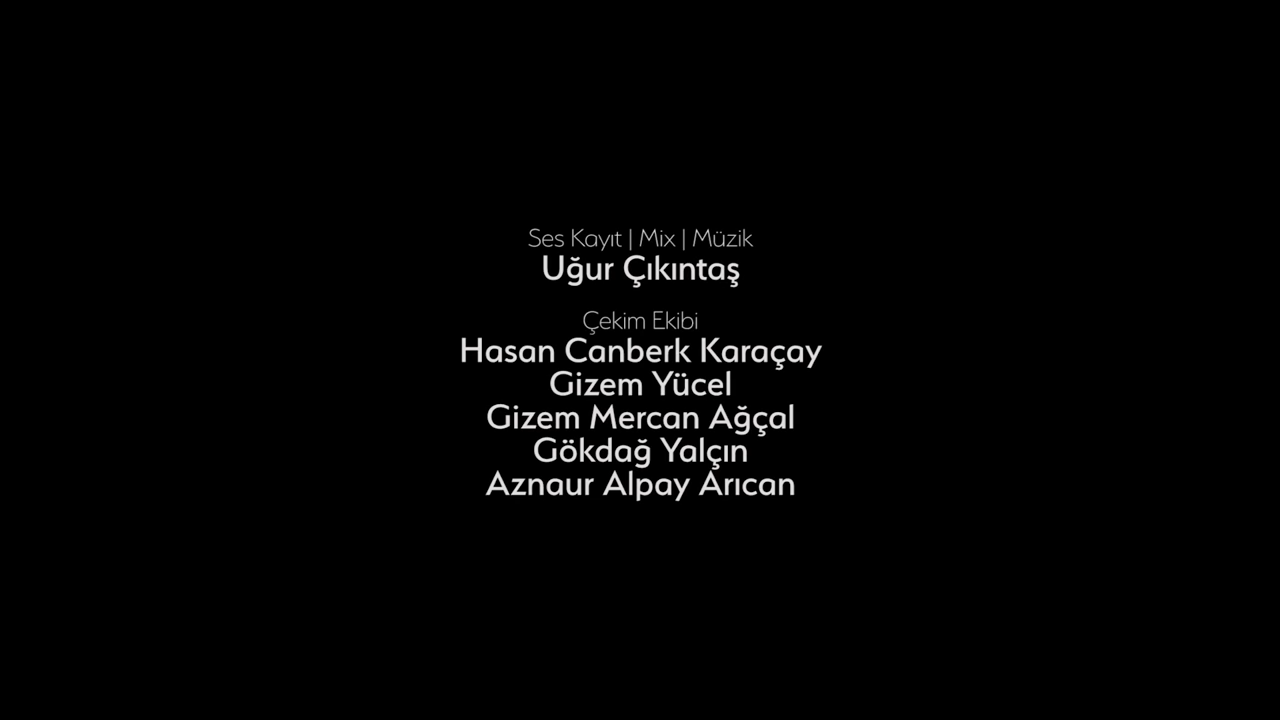 Ses Kayıt | Mix | Müzik
Uğur Çıkıntaş
Çekim Ekibi
Hasan Canberk Karaçay
Gizem Yücel
Gizem Mercan Ağçal
Gökdağ Yalçın
Aznaur Alpay Arıcan